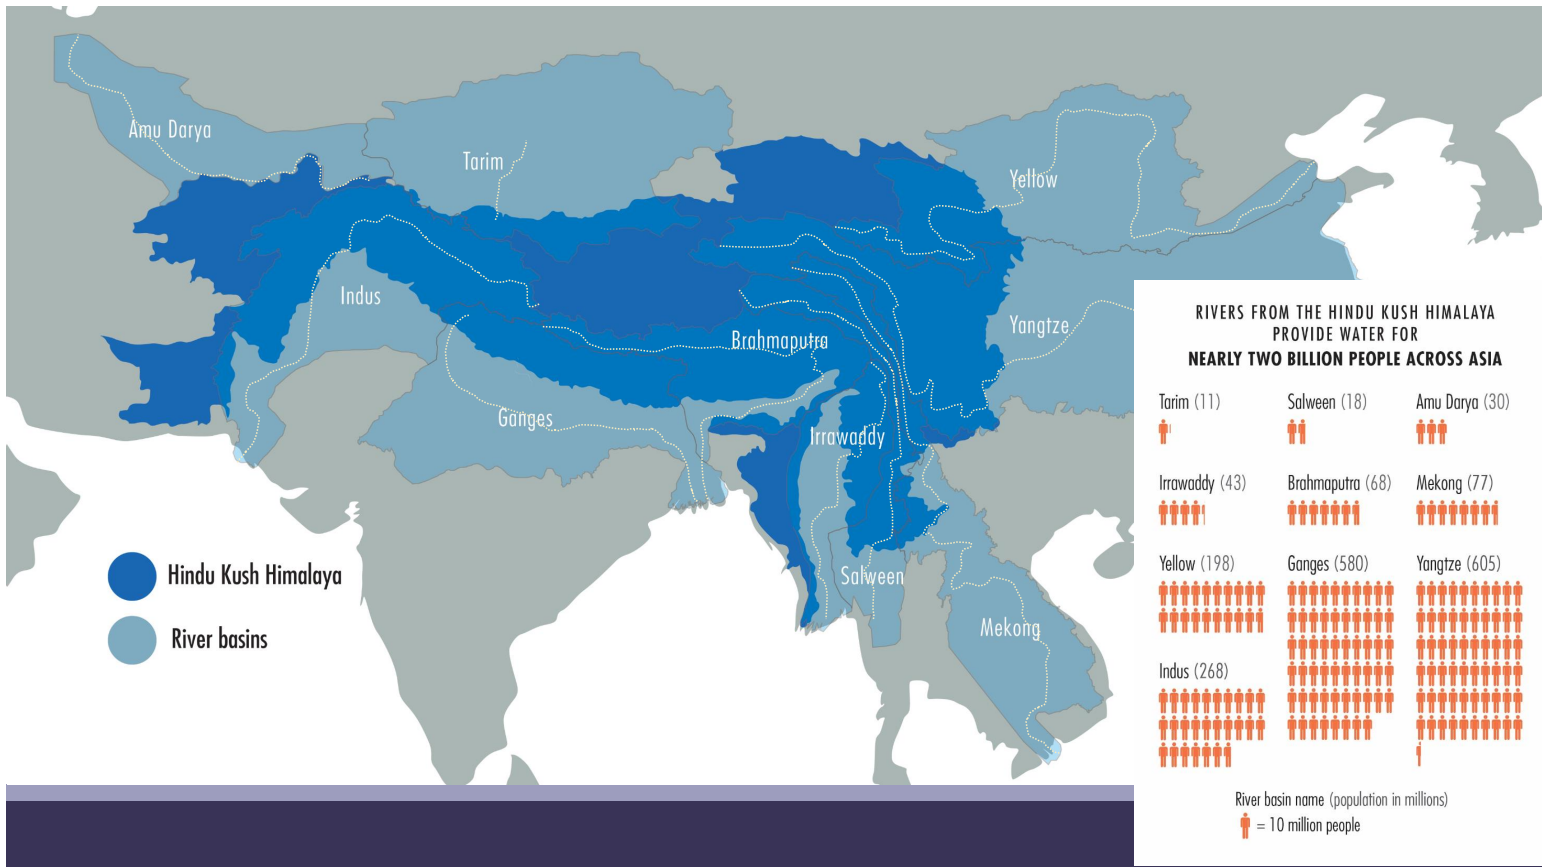 Amu Darya
Tarim
Yellow
Indus
Yangtze
Brahmaputra
Ganges
Irrawaddy
Salween
Mekong
Hindu Kush Himalaya
River basins
RIVERS FROM THE HINDU KUSH HIMALAYA
PROVIDE WATER FOR
NEARLY TWO BILLION PEOPLE ACROSS ASIA
Tarim (11)
Salween (18)
Amu Darya (30)
Irrawaddy (43)
Brahmaputra (68)
Mekong (77)
Yellow (198)
Ganges (580)
Yangtze (605)
Indus (268)
River basin name (population in millions)
= 10 million people